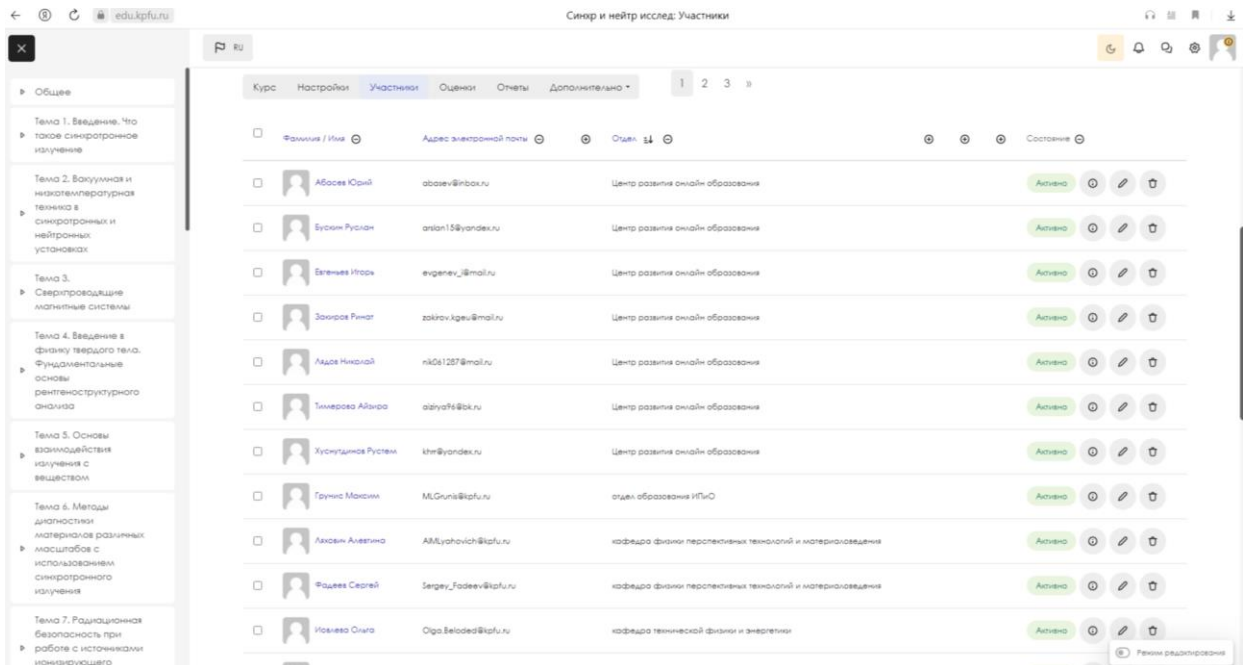 edu.kpfu.ru
Синхр и нейтр исслед: Участники
RU
Общее
Тема 1. Введение. Что
такое синхротронное
излучение
Тема 2. Вакуумная и
низкотемпературная
техника в
синхротронных и
нейтронных
установках
Тема 3.
Сверхпроводящие
магнитные системы
Тема 4. Введение в
физику твердого тела.
Фундаментальные
основы
рентгеноструктурного
анализа
Тема 5. Основы
взаимодействия
излучения с
веществом
Тема 6. Методы
диагностики
материалов различных
масштабов с
использованием
синхротронного
излучения
Тема 7. Радиационная
безопасность при
работе с источниками
ионизирующего
Курс Настройки Участники Оценки Отчеты Дополнительно
1 2 3 »
Фамилия / Имя Адрес электронной почты Отдел Состояние
Абасев Юрий abasev@inbox.ru Центр развития онлайн образования Активно
Бускин Руслан arslan15@yandex.ru Центр развития онлайн образования Активно
Евгеньев Игорь evgenev_i@mail.ru Центр развития онлайн образования Активно
Закиров Ринат zakirov.kgeu@mail.ru Центр развития онлайн образования Активно
Лядов Николай nik061287@mail.ru Центр развития онлайн образования Активно
Тимерова Айзира aiziryа96@bk.ru Центр развития онлайн образования Активно
Хуснутдинов Рустем khrr@yandex.ru Центр развития онлайн образования Активно
Грунис Максим MLGrunis@kpfu.ru отдел образования ИПиО Активно
Ляхович Алевтина AlMLyahovich@kpfu.ru кафедра физики перспективных технологий и материаловедения Активно
Фадеев Сергей Sergey_Fadeev@kpfu.ru кафедра физики перспективных технологий и материаловедения Активно
Иовлева Ольга Olga.Beloded@kpfu.ru кафедра технической физики и энергетики Активно
Режим редактирования